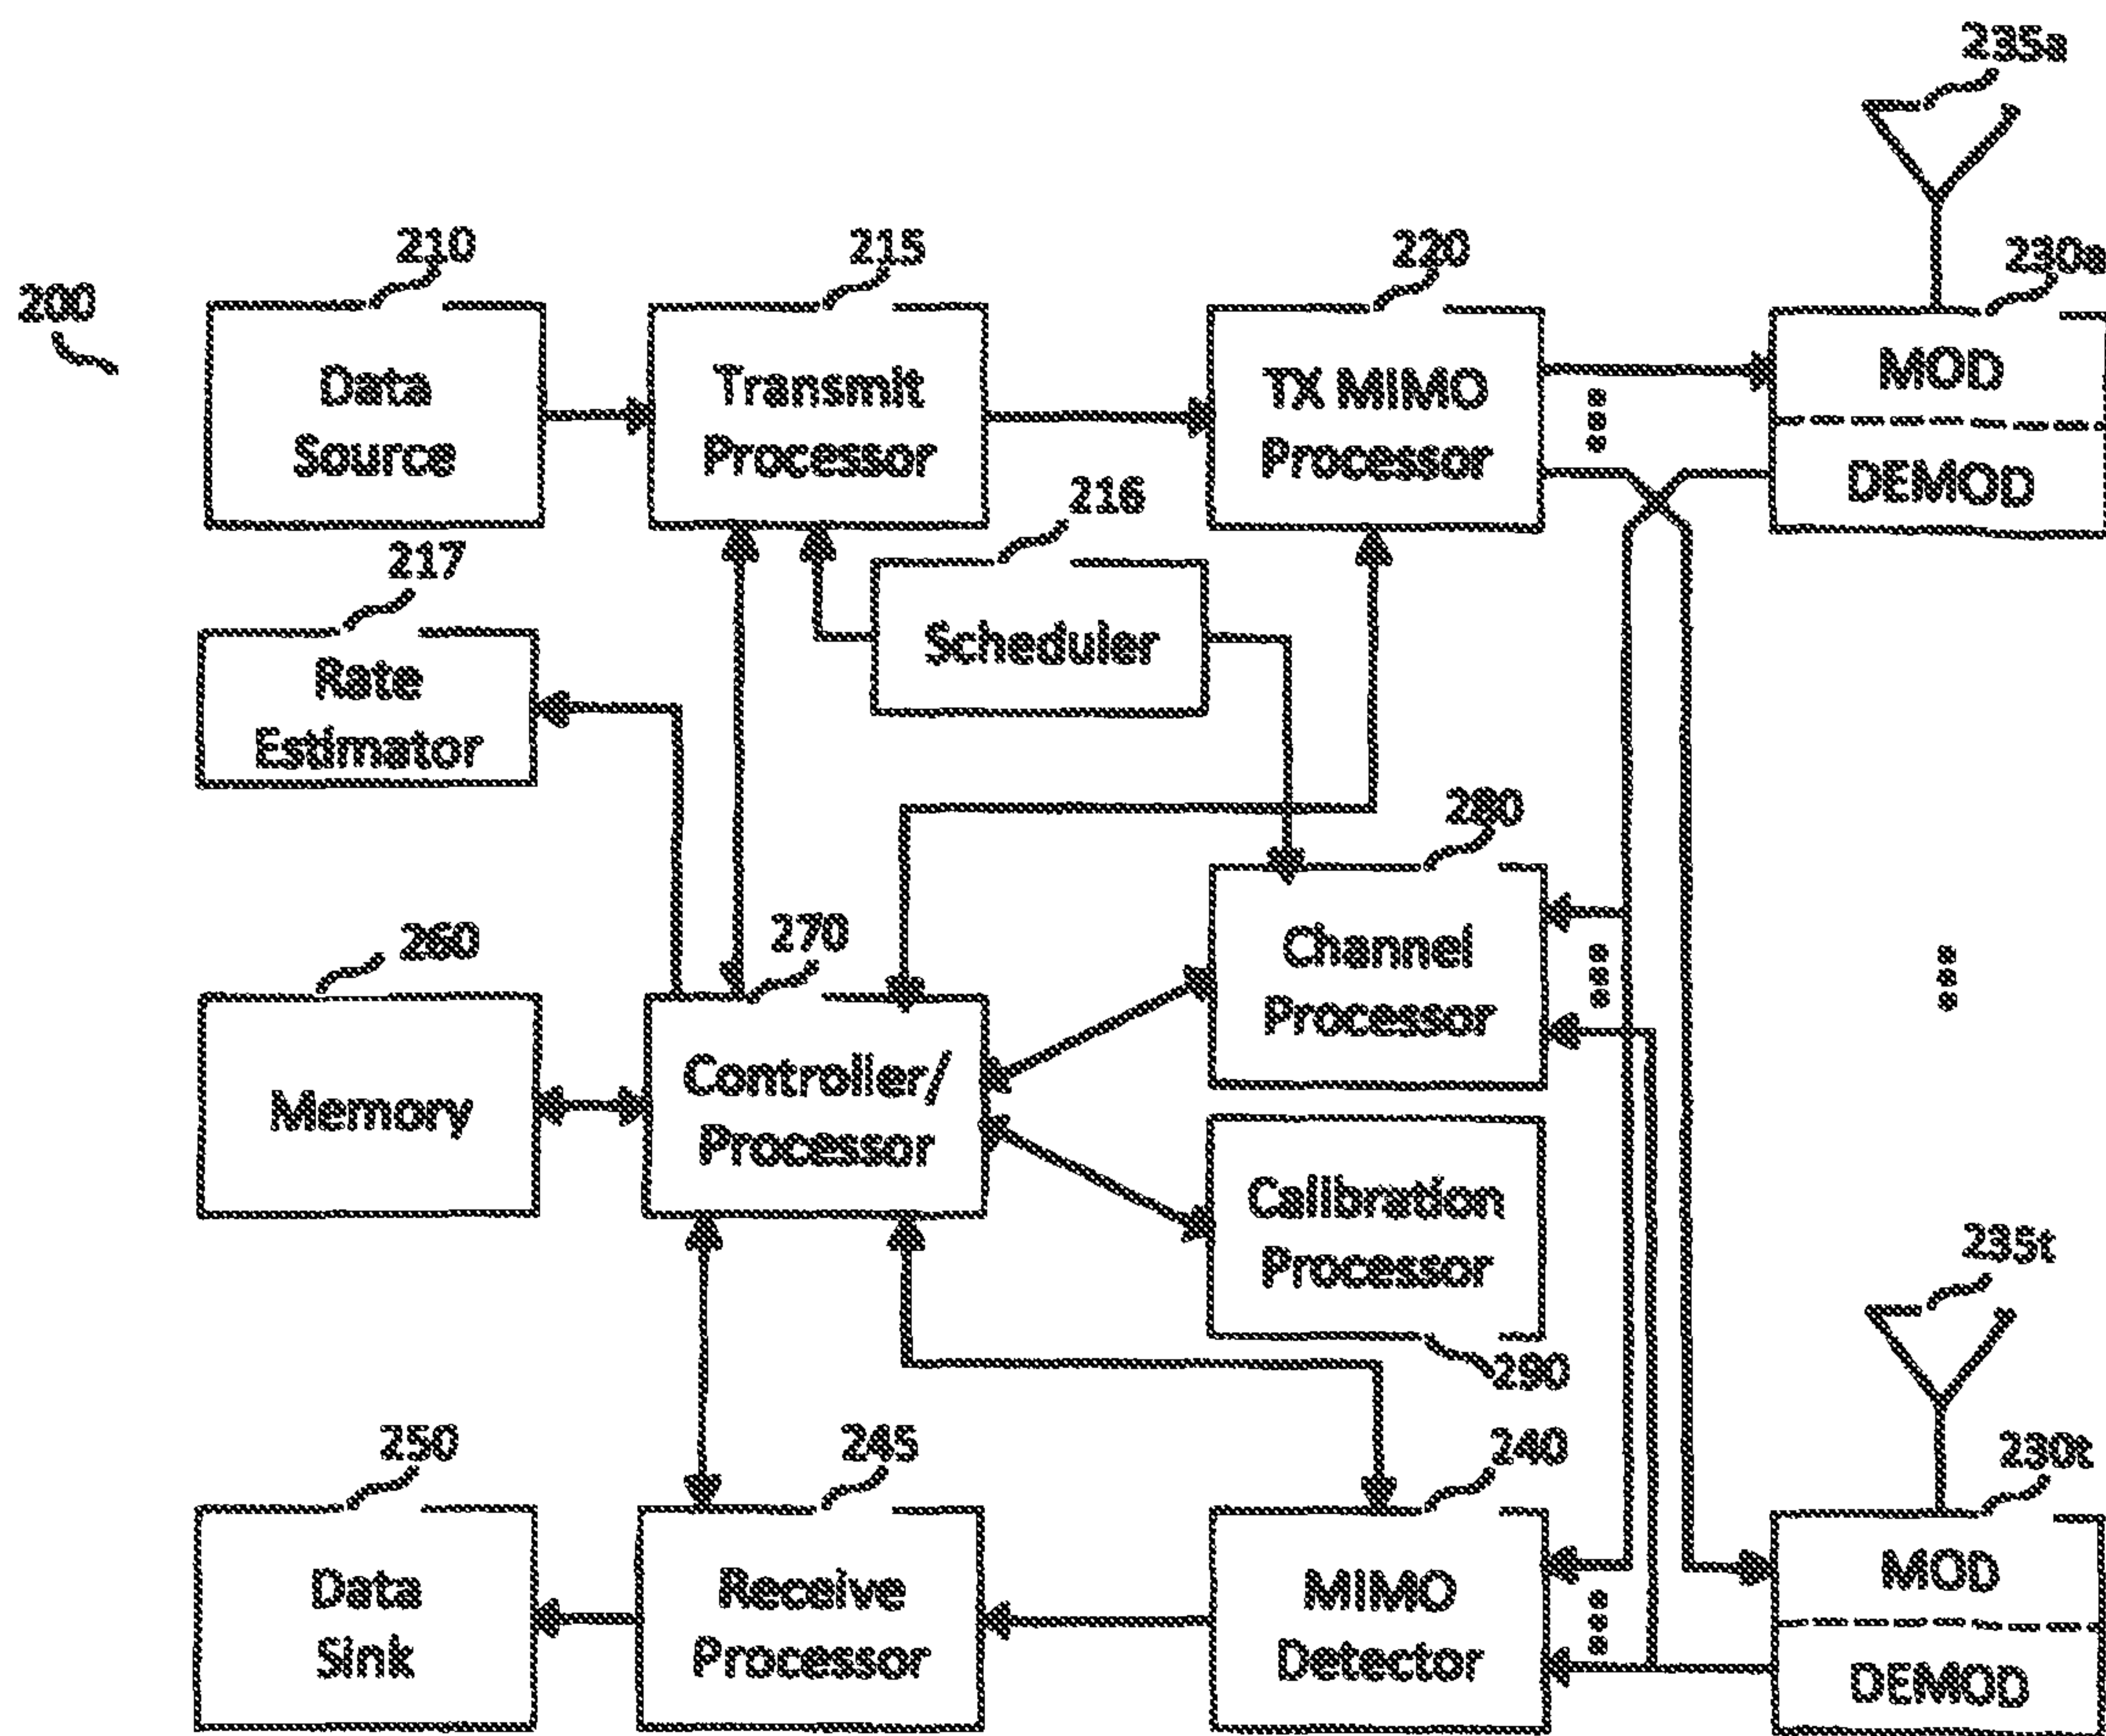 235a
210
215
220
230a
200
Data
Source
Transmit
Processor
TX MIMO
Processor
MOD
DEMOD
216
217
Scheduler
Rate
Estimator
280
260
270
Channel
Processor
Memory
Controller/
Processor
Calibration
Processor
235t
290
250
245
240
230t
Data
Sink
Receive
Processor
MIMO
Detector
MOD
DEMOD